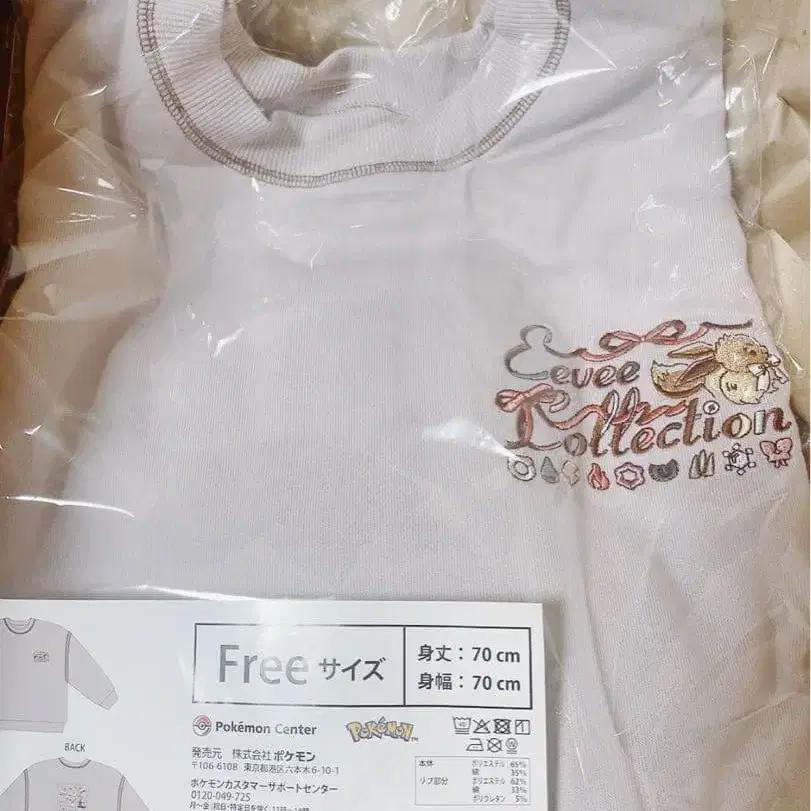 Eevee
Collection
Free サイズ
身丈：70 cm
身幅：70 cm
Pokémon Center
POKÉMON
発売元 株式会社ポケモン
〒106-6108 東京都港区六本木6-10-1
ポケモンカスタマーサポートセンター
0120-049-725
BACK
本体 ポリエステル 65%
綿 35%
リブ部分 ポリエステル 62%
綿 33%
ポリウレタン 5%